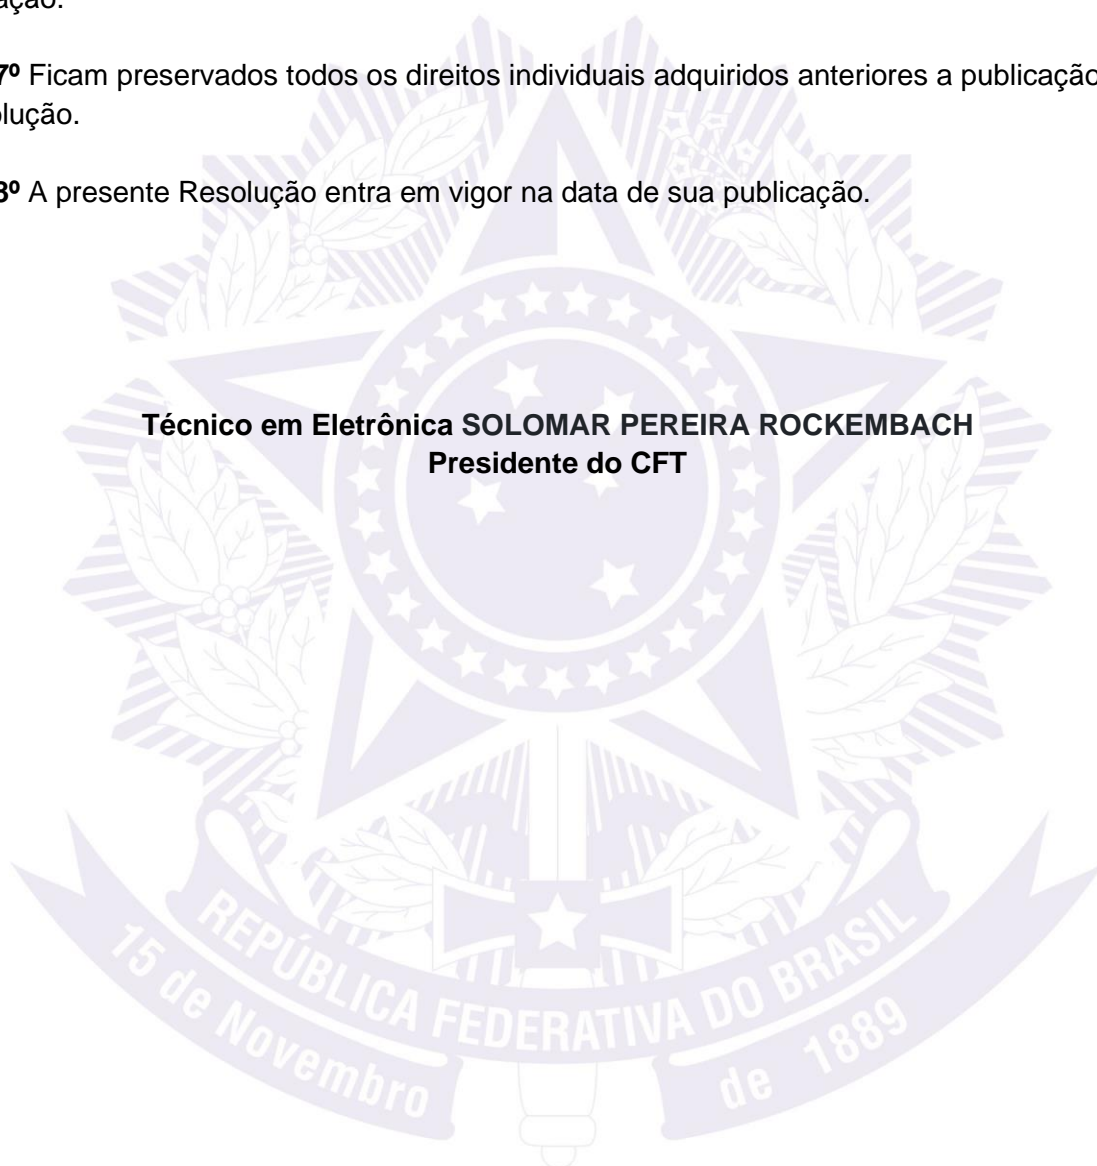 ação.
7º Ficam preservados todos os direitos individuais adquiridos anteriores a publicação
olução.
8º A presente Resolução entra em vigor na data de sua publicação.
Técnico em Eletrônica SOLOMAR PEREIRA ROCKEMBACH
Presidente do CFT
REPÚBLICA FEDERATIVA DO BRASIL
15 de Novembro de 1889